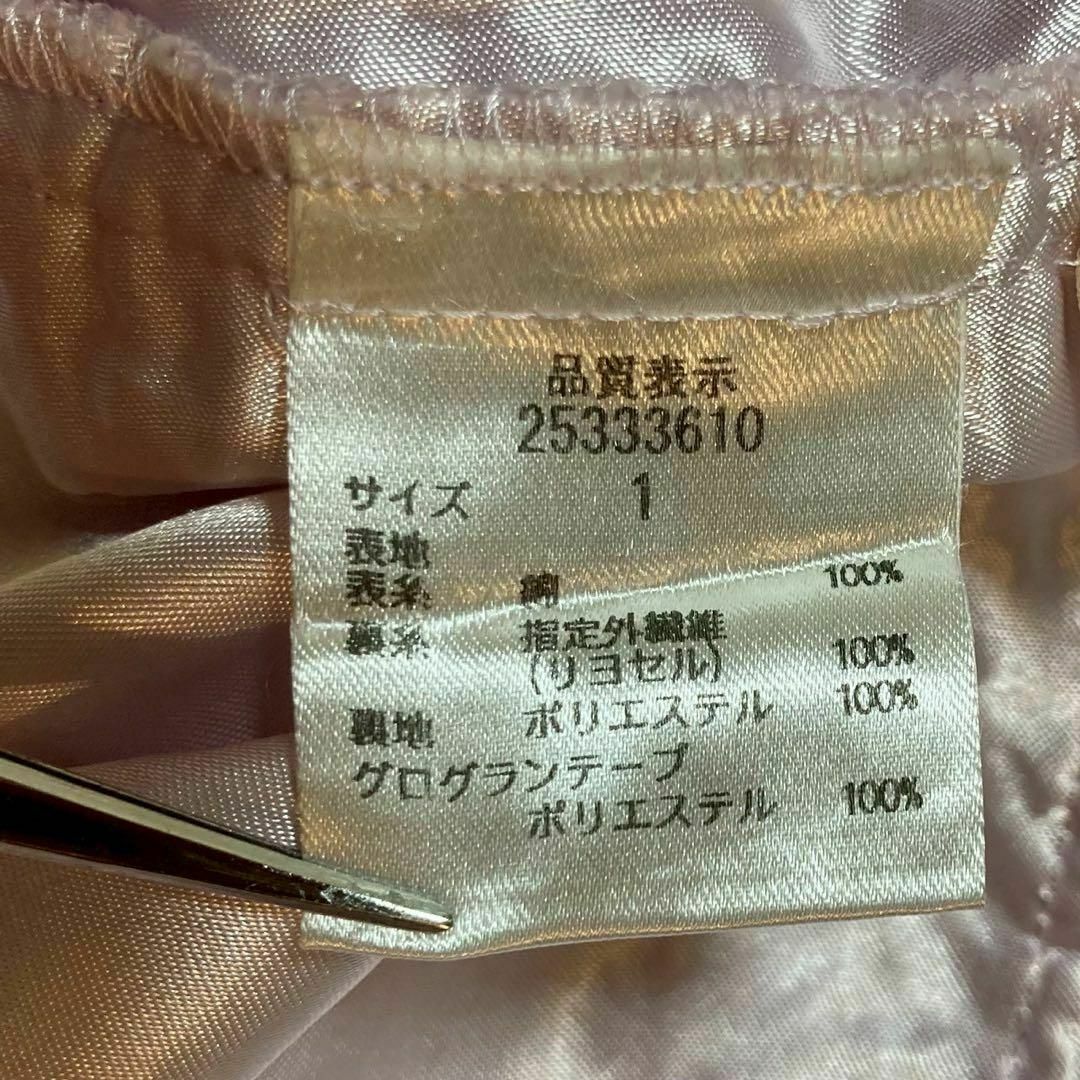 品質表示
25333610
サイズ 1
表地
表糸 綿 100%
裏糸 指定外繊維
(リヨセル) 100%
裏地 ポリエステル 100%
グログランテープ
ポリエステル 100%